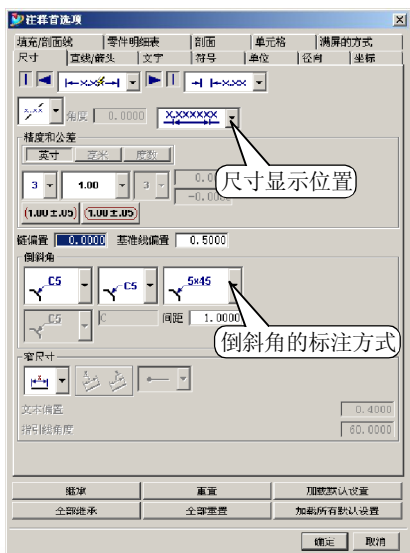 注释首选项
填充/剖面线 零件明细表 剖面 单元格 满屏的方式
尺寸 直线/箭头 文字 符号 单位 径向 坐标
x.xx
角度 0.0000 x.xxxxxx
精度和公差
英寸 毫米 度数
3 1.00 3 0.00
-0.0000
(1.00±.05) (1.00±.05)
尺寸显示位置
链偏置 0.0000 基准线偏置 0.5000
倒斜角
C5 C5 5x45
C5 C 间距 1.0000
倒斜角的标注方式
窄尺寸
文本偏置 0.4000
指引线角度 60.0000
继承 重置 加载默认设置
全部继承 全部重置 加载所有默认设置
确定 取消